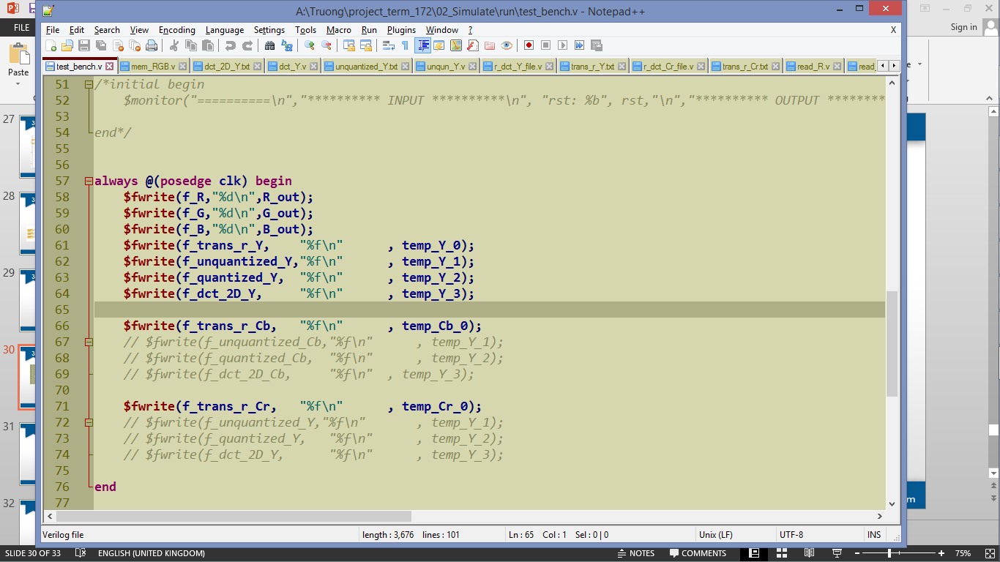 A:\Truong\project_term_172\02_Simulate\run\test_bench.v - Notepad++
FILE
Sign in
File Edit Search View Encoding Language Settings Tools Macro Run Plugins Window ? X
Paste
test_bench.v mem_RGB.v dct_2D_Y.txt dct_Y.v unquantized_Y.txt unqun_Y.v r_dct_Y_file.v trans_r_Y.txt r_dct_Cr_file.v trans_r_Cr.txt read_R.v read_
51 /*initial begin
52 $monitor("==========\n","********** INPUT **********\n", "rst: %b", rst,"\n","********** OUTPUT ********
53
54 end*/
55
56
57 always @(posedge clk) begin
58 $fwrite(f_R,"%d\n",R_out);
59 $fwrite(f_G,"%d\n",G_out);
60 $fwrite(f_B,"%d\n",B_out);
61 $fwrite(f_trans_r_Y, "%f\n" , temp_Y_0);
62 $fwrite(f_unquantized_Y,"%f\n" , temp_Y_1);
63 $fwrite(f_quantized_Y, "%f\n" , temp_Y_2);
64 $fwrite(f_dct_2D_Y, "%f\n" , temp_Y_3);
65
66 $fwrite(f_trans_r_Cb, "%f\n" , temp_Cb_0);
67 // $fwrite(f_unquantized_Cb,"%f\n" , temp_Y_1);
68 // $fwrite(f_quantized_Cb, "%f\n" , temp_Y_2);
69 // $fwrite(f_dct_2D_Cb, "%f\n" , temp_Y_3);
70
71 $fwrite(f_trans_r_Cr, "%f\n" , temp_Cr_0);
72 // $fwrite(f_unquantized_Y,"%f\n" , temp_Y_1);
73 // $fwrite(f_quantized_Y, "%f\n" , temp_Y_2);
74 // $fwrite(f_dct_2D_Y, "%f\n" , temp_Y_3);
75
76 end
77
27
28
29
30
31
32
m
Verilog file length : 3,676 lines : 101 Ln : 65 Col : 1 Sel : 0 | 0 Unix (LF) UTF-8 INS
SLIDE 30 OF 33 ENGLISH (UNITED KINGDOM) NOTES COMMENTS 75%